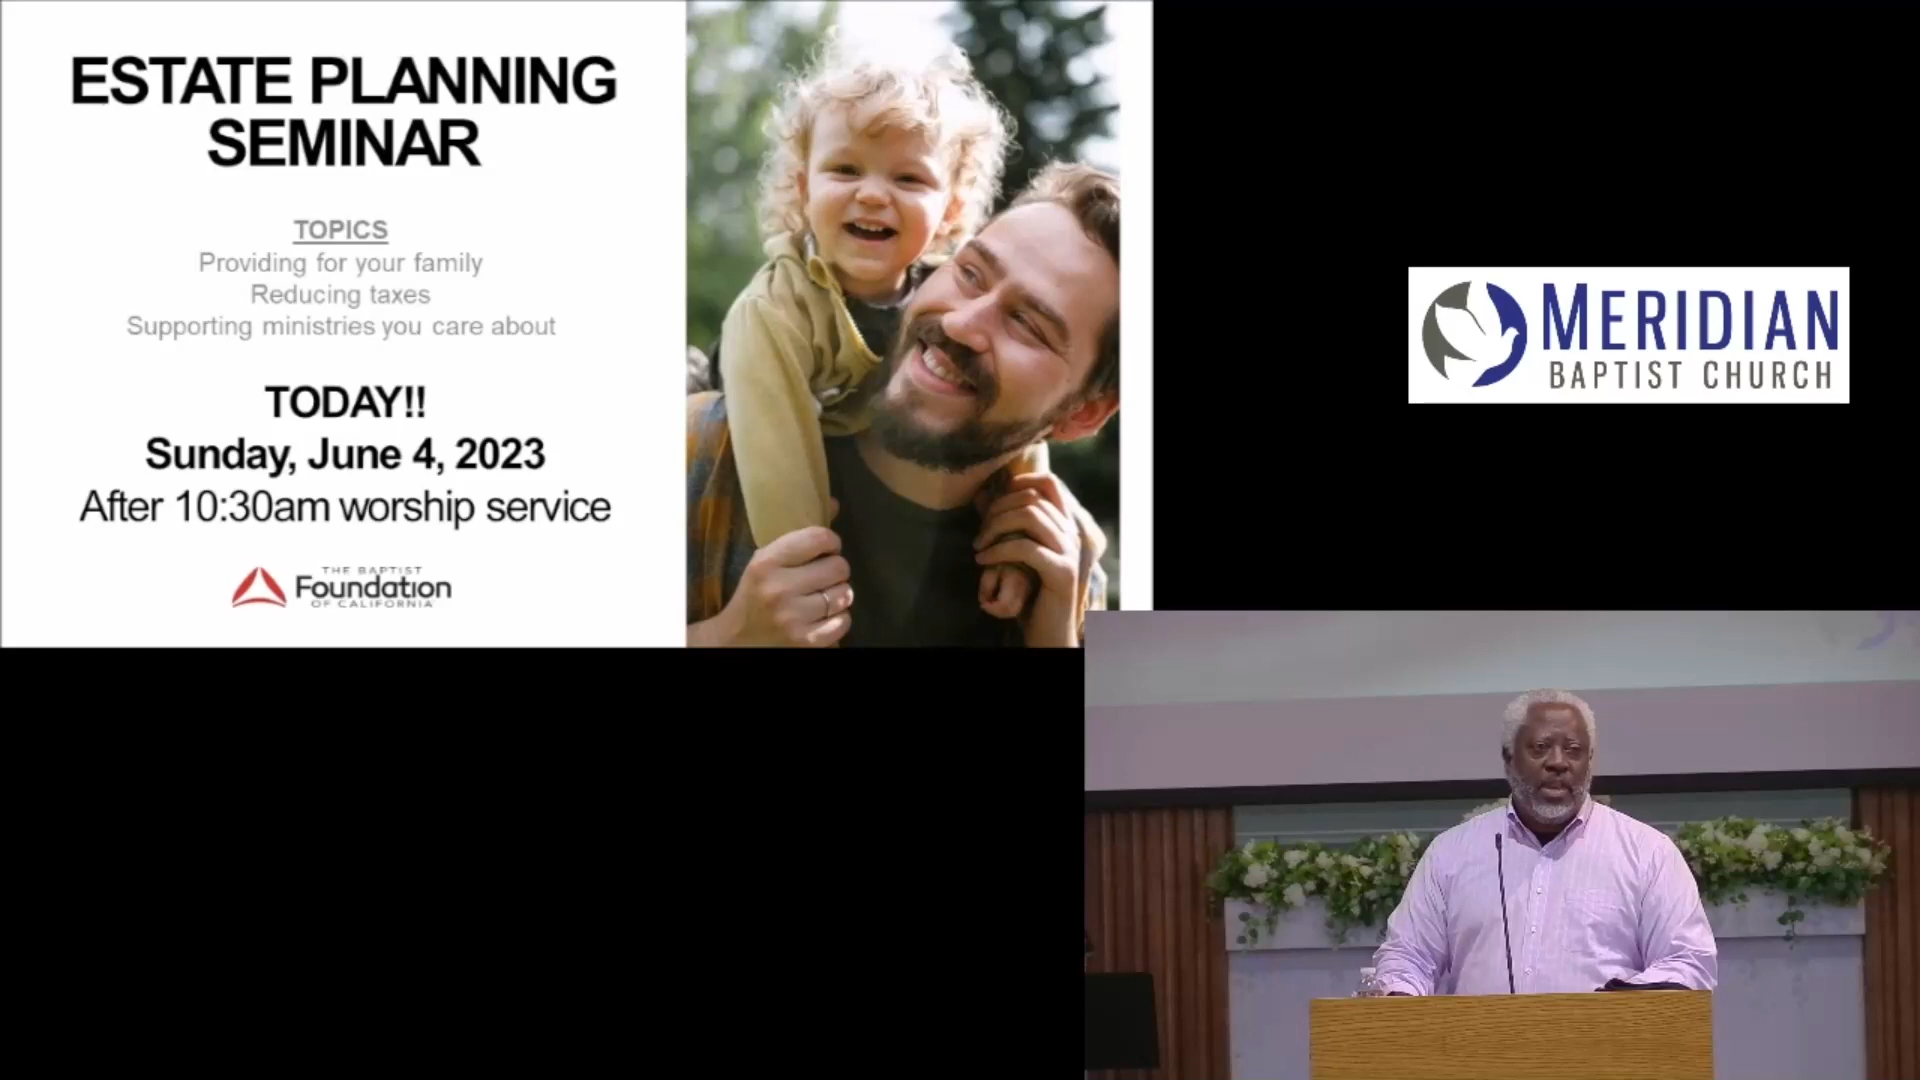 ESTATE PLANNING
SEMINAR
TOPICS
Providing for your family
Reducing taxes
Supporting ministries you care about
TODAY!!
Sunday, June 4, 2023
After 10:30am worship service
THE BAPTIST
Foundation
OF CALIFORNIA
MERIDIAN
BAPTIST CHURCH